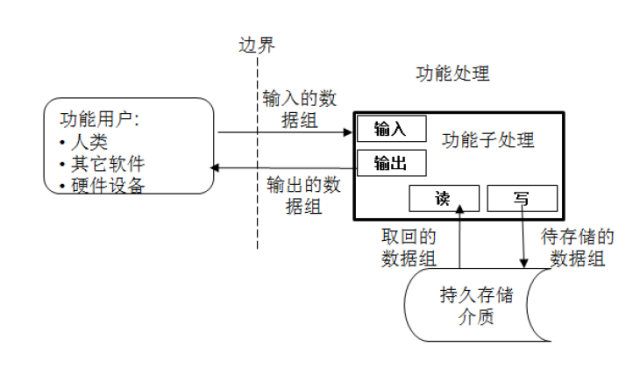 边界
功能处理
功能用户:
• 人类
• 其它软件
• 硬件设备
输入的数
据组
输入
功能子处理
输出
输出的数
据组
读
写
取回的
数据组
待存储的
数据组
持久存储
介质